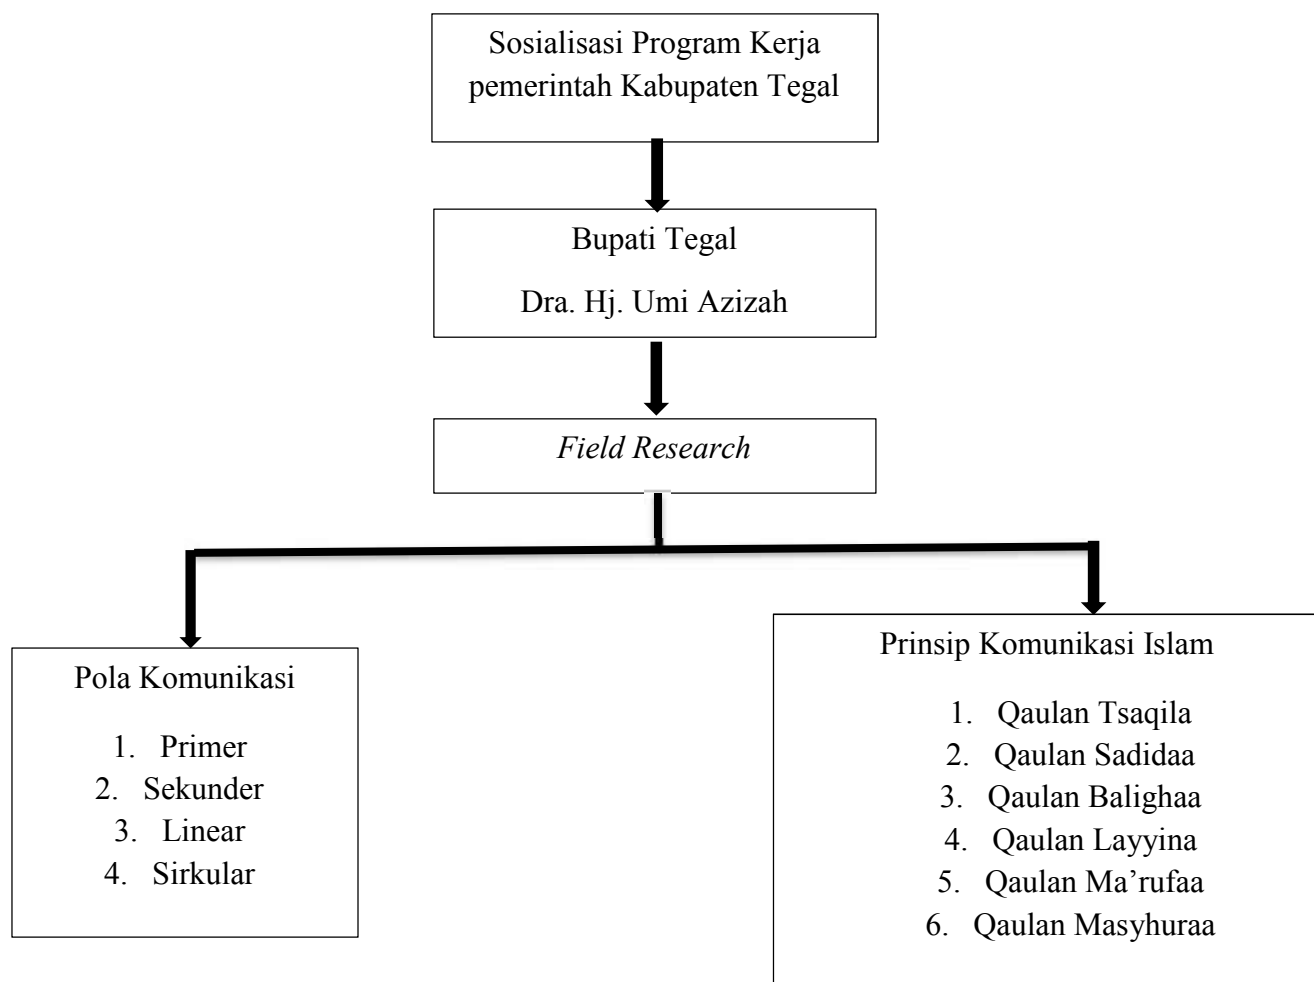 Sosialisasi Program Kerja
pemerintah Kabupaten Tegal
Bupati Tegal
Dra. Hj. Umi Azizah
Field Research
Pola Komunikasi
1. Primer
2. Sekunder
3. Linear
4. Sirkular
Prinsip Komunikasi Islam
1. Qaulan Tsaqila
2. Qaulan Sadidaa
3. Qaulan Balighaa
4. Qaulan Layyina
5. Qaulan Ma’rufaa
6. Qaulan Masyhuraa